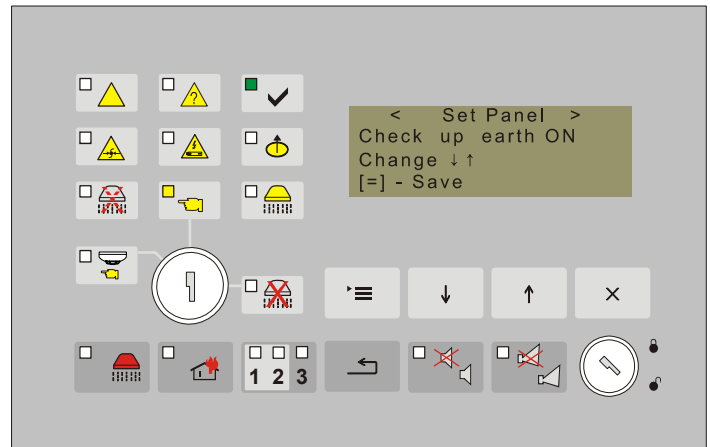 ?
< Set Panel >
Check up earth ON
Change ↓↑
[=] - Save
1 2 3